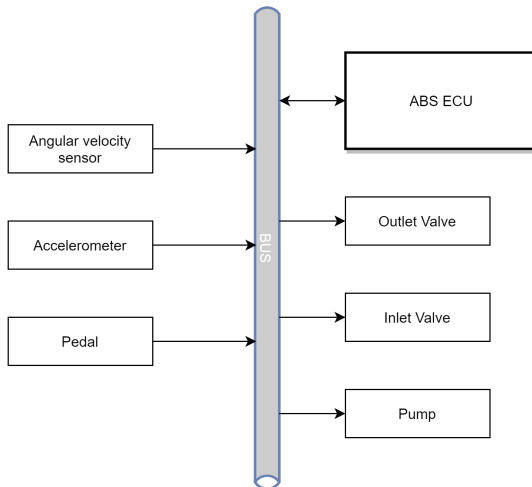 ABS ECU
Angular velocity
sensor
Outlet Valve
Accelerometer
BUS
Inlet Valve
Pedal
Pump